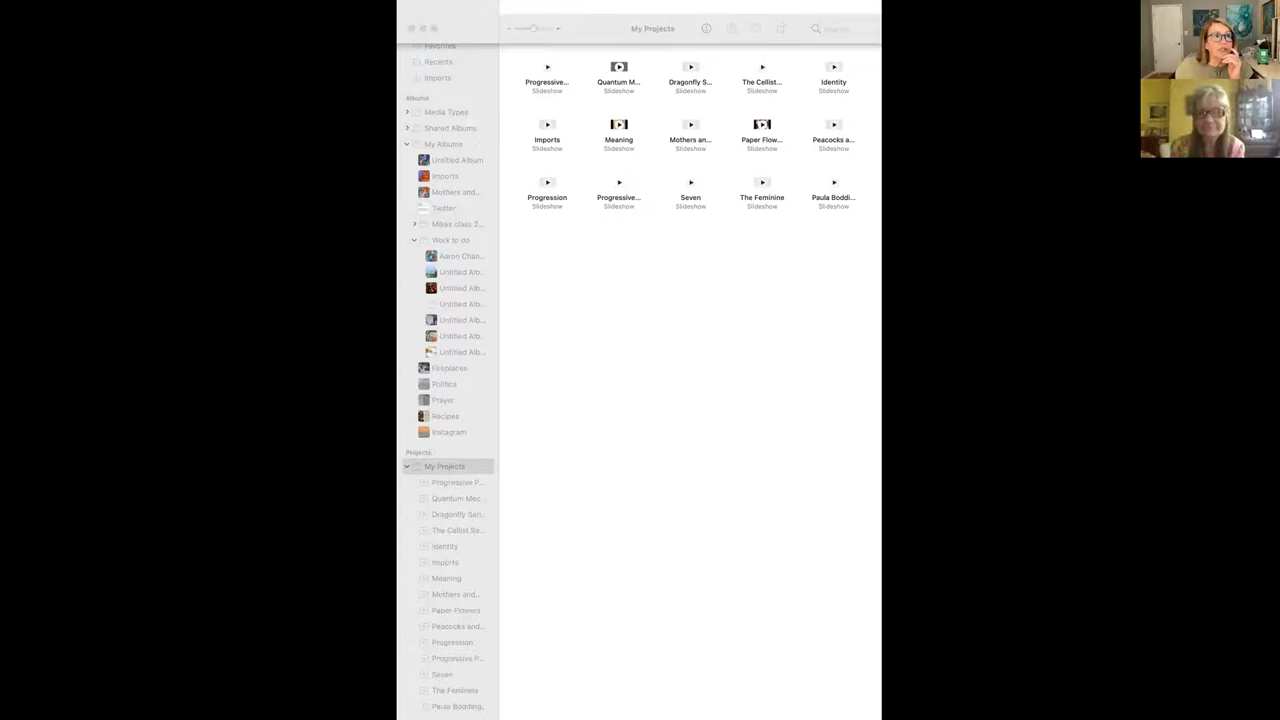 My Projects
Search
Favorites
Recents
Imports
Albums
Media Types
Shared Albums
My Albums
Untitled Album
Imports
Mothers and...
Twitter
Mikes class 2...
Work to do
Aaron Chan...
Untitled Alb...
Untitled Alb...
Untitled Alb...
Untitled Alb...
Untitled Alb...
Untitled Alb...
Fireplaces
Politics
Prayer
Recipes
Instagram
Projects
My Projects
Progressive P...
Quantum Mec...
Dragonfly Seri...
The Cellist Se...
Identity
Imports
Meaning
Mothers and...
Paper Flowers
Peacocks and...
Progression
Progressive P...
Seven
The Feminine
Paula Bodding...
Progressive... Quantum M... Dragonfly S... The Cellist... Identity
Slideshow Slideshow Slideshow Slideshow Slideshow
Imports Meaning Mothers an... Paper Flow... Peacocks a...
Slideshow Slideshow Slideshow Slideshow Slideshow
Progression Progressive... Seven The Feminine Paula Boddi...
Slideshow Slideshow Slideshow Slideshow Slideshow